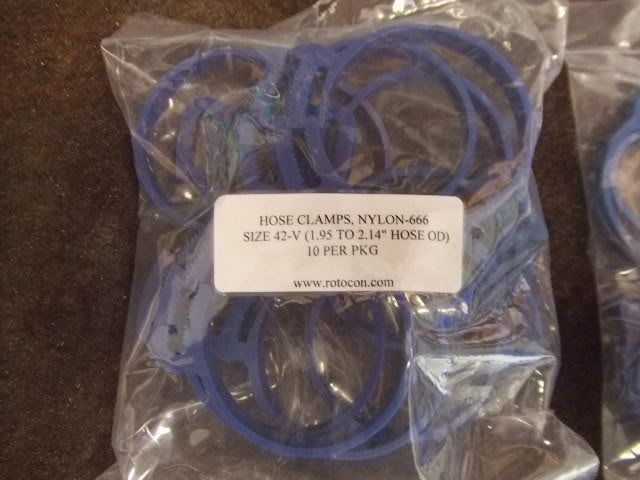 HOSE CLAMPS, NYLON-666
SIZE 42-V (1.95 TO 2.14" HOSE OD)
10 PER PKG
www.rotocon.com